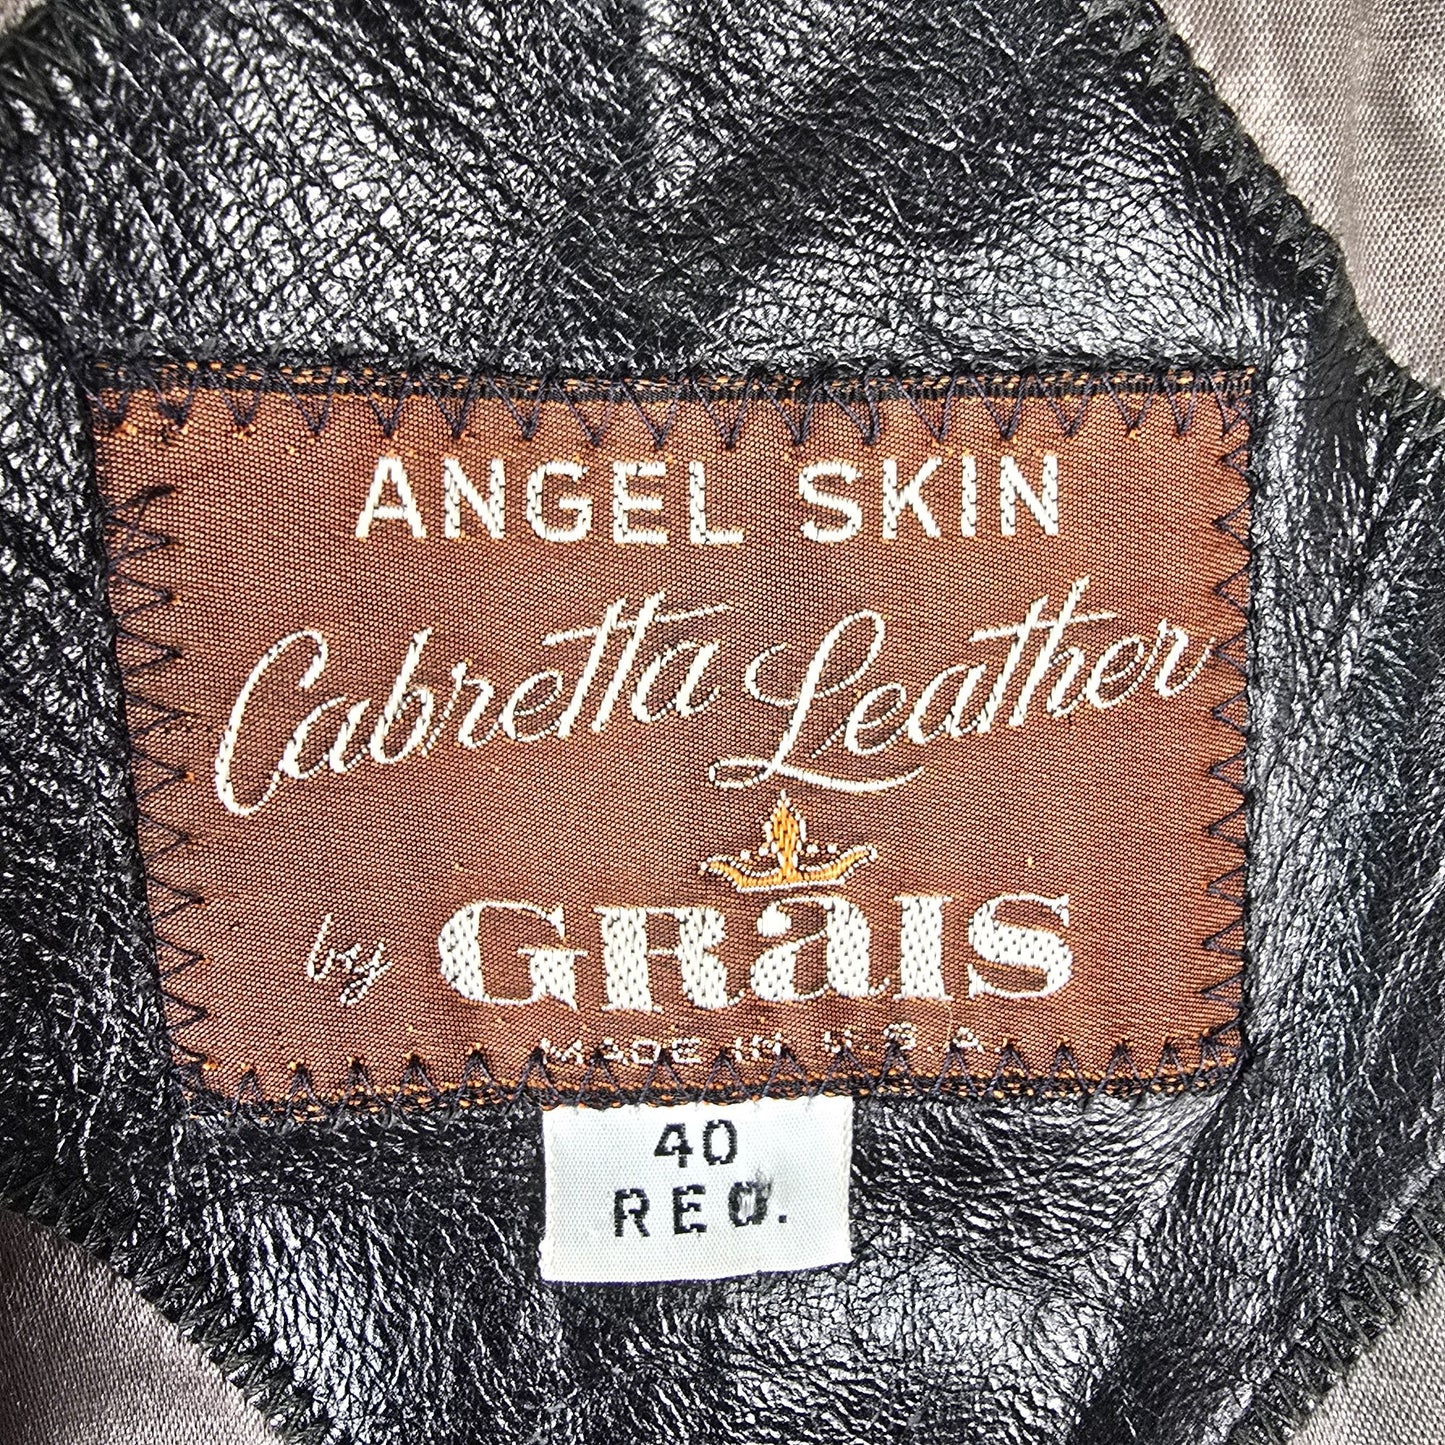 ANGEL SKIN
Cabretta Leather
by GRaIS
MADE IN U.S.A
40
REG.